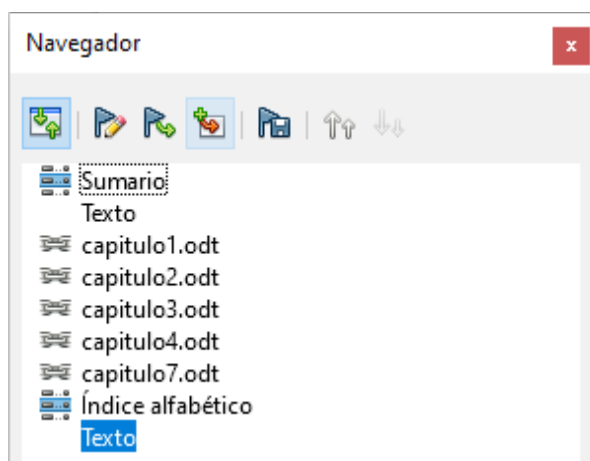 Navegador
x
Sumario
Texto
capitulo1.odt
capitulo2.odt
capitulo3.odt
capitulo4.odt
capitulo7.odt
Índice alfabético
Texto